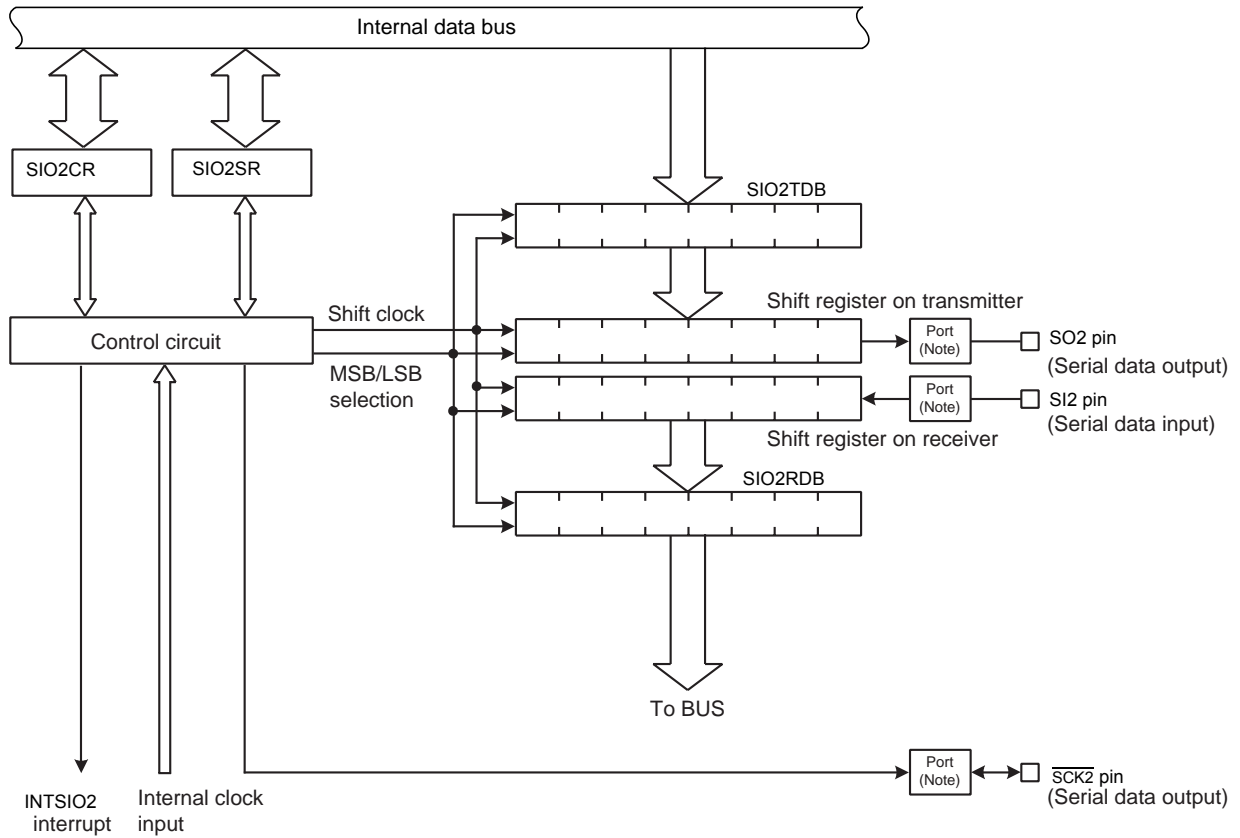 Internal data bus
SIO2CR
SIO2SR
SIO2TDB
Shift clock
Shift register on transmitter
Control circuit
Port
(Note)
SO2 pin
(Serial data output)
MSB/LSB
selection
Port
(Note)
SI2 pin
(Serial data input)
Shift register on receiver
SIO2RDB
To BUS
Port
(Note)
SCK2 pin
(Serial data output)
INTSIO2
interrupt
Internal clock
input